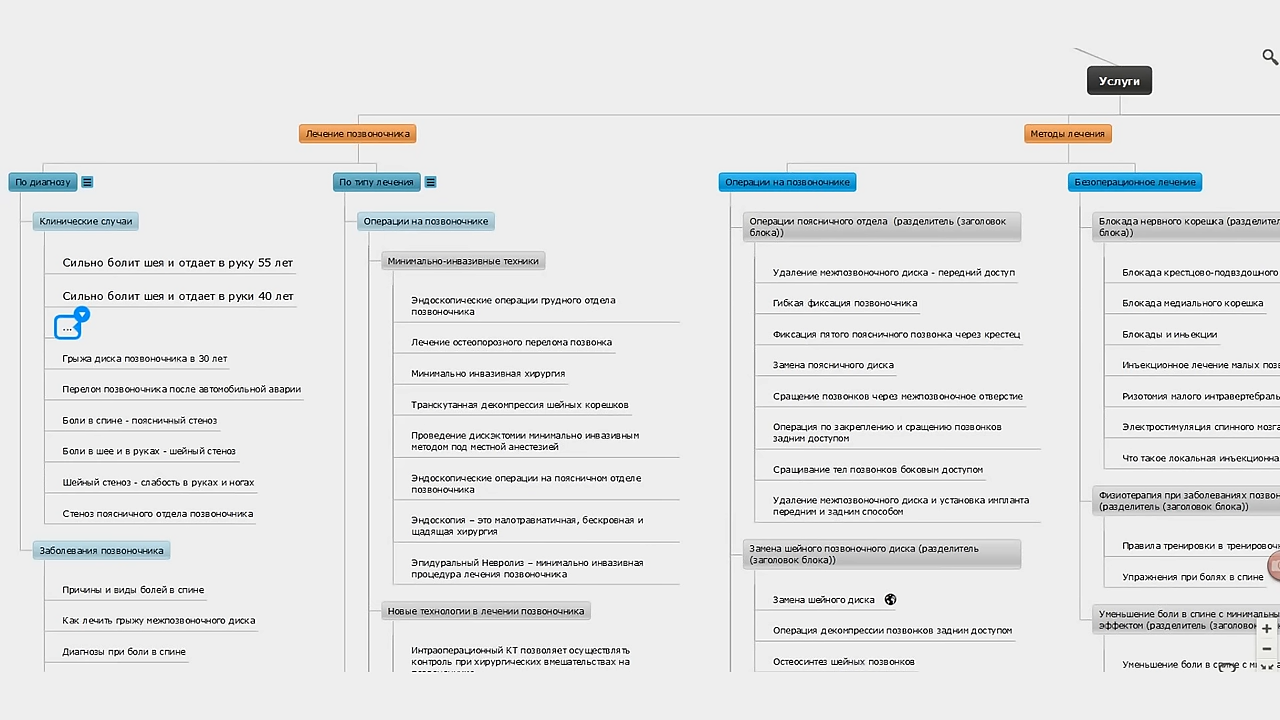 Услуги
Лечение позвоночника
Методы лечения
По диагнозу
По типу лечения
Операции на позвоночнике
Безоперационное лечение
Клинические случаи
Сильно болит шея и отдает в руку 55 лет
Сильно болит шея и отдает в руки 40 лет
...
Грыжа диска позвоночника в 30 лет
Перелом позвоночника после автомобильной аварии
Боли в спине - поясничный стеноз
Боли в шее и в руках - шейный стеноз
Шейный стеноз - слабость в руках и ногах
Стеноз поясничного отдела позвоночника
Заболевания позвоночника
Причины и виды болей в спине
Как лечить грыжу межпозвоночного диска
Диагнозы при боли в спине
Операции на позвоночнике
Минимально-инвазивные техники
Эндоскопические операции грудного отдела
позвоночника
Лечение остеопорозного перелома позвонка
Минимально инвазивная хирургия
Транскутанная декомпрессия шейных корешков
Проведение дискэктомии минимально инвазивным
методом под местной анестезией
Эндоскопические операции на поясничном отделе
позвоночника
Эндоскопия – это малотравматичная, бескровная и
щадящая хирургия
Эпидуральный Невролиз – минимально инвазивная
процедура лечения позвоночника
Новые технологии в лечении позвоночника
Интраоперационный КТ позволяет осуществлять
контроль при хирургических вмешательствах на
Операции поясничного отдела (разделитель (заголовок
блока))
Удаление межпозвоночного диска - передний доступ
Гибкая фиксация позвоночника
Фиксация пятого поясничного позвонка через крестец
Замена поясничного диска
Сращение позвонков через межпозвоночное отверстие
Операция по закреплению и сращению позвонков
задним доступом
Сращивание тел позвонков боковым доступом
Удаление межпозвоночного диска и установка импланта
передним и задним способом
Замена шейного позвоночного диска (разделитель
(заголовок блока))
Замена шейного диска
Операция декомпрессии позвонков задним доступом
Остеосинтез шейных позвонков
Блокада нервного корешка (разделите
блока))
Блокада крестцово-подвздошного
Блокада медиального корешка
Блокады и инъекции
Инъекционное лечение малых поз
Ризотомия малого интравертебраль
Электростимуляция спинного мозга
Что такое локальная инъекционна
Физиотерапия при заболеваниях позвон
(разделитель (заголовок блока))
Правила тренировки в тренировоч
Упражнения при болях в спине
Уменьшение боли в спине с минимальны
эффектом (разделитель (заголовок
Уменьшение боли в спине с